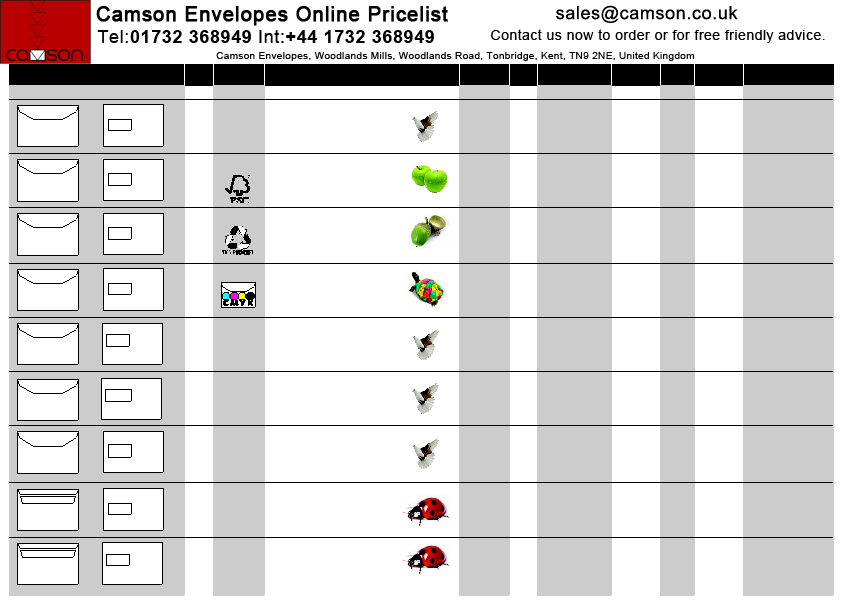 Camson Envelopes Online Pricelist
sales@camson.co.uk
Tel:01732 368949 Int:+44 1732 368949
Contact us now to order or for free friendly advice.
camson
Camson Envelopes, Woodlands Mills, Woodlands Road, Tonbridge, Kent, TN9 2NE, United Kingdom
FSC
CMYK